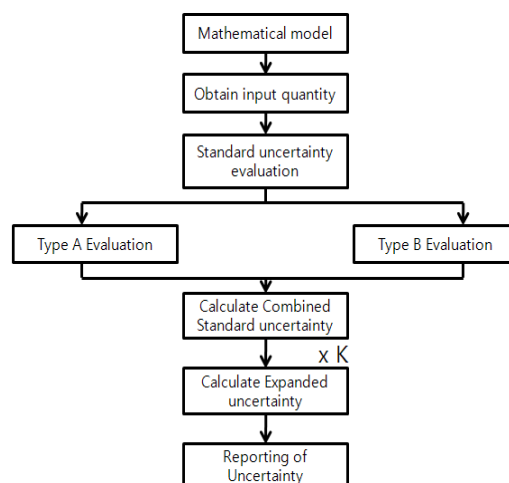 Mathematical model
Obtain input quantity
Standard uncertainty
evaluation
Type A Evaluation
Type B Evaluation
Calculate Combined
Standard uncertainty
x K
Calculate Expanded
uncertainty
Reporting of
Uncertainty